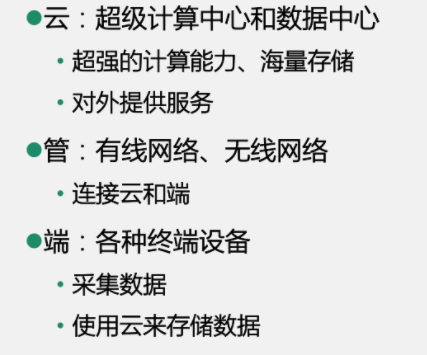 ●云：超级计算中心和数据中心
•超强的计算能力、海量存储
•对外提供服务
●管：有线网络、无线网络
•连接云和端
●端：各种终端设备
•采集数据
•使用云来存储数据